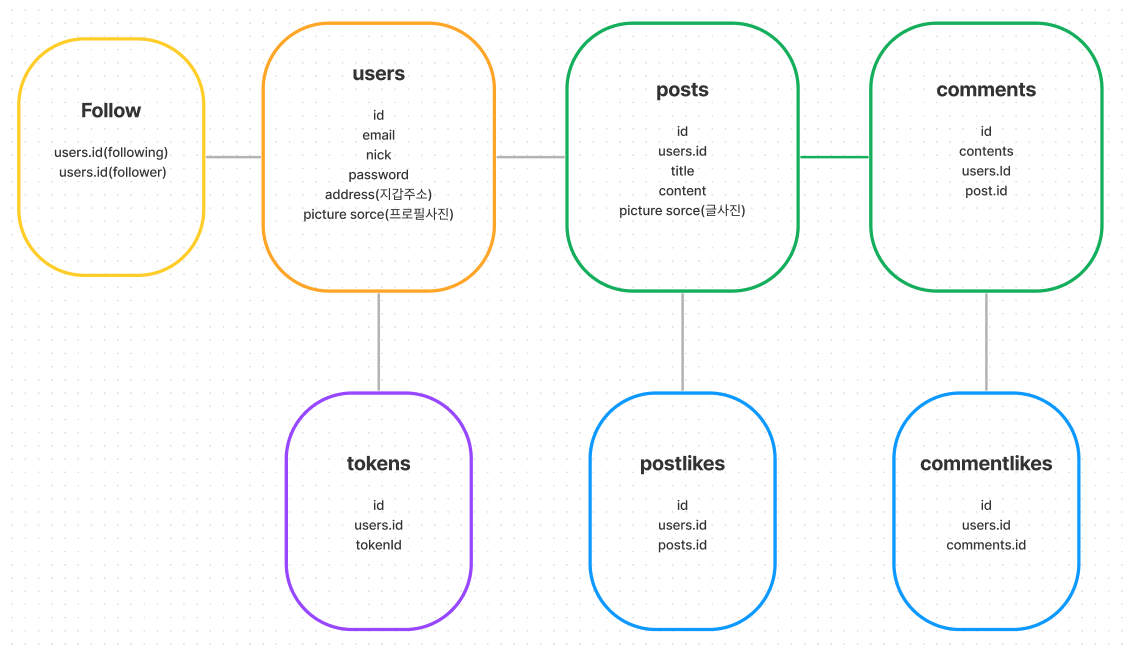 Follow
users.id(following)
users.id(follower)
users
id
email
nick
password
address(지갑주소)
picture sorce(프로필사진)
posts
id
users.id
title
content
picture sorce(글사진)
comments
id
contents
users.Id
post.id
tokens
id
users.id
tokenId
postlikes
id
users.id
posts.id
commentlikes
id
users.id
comments.id